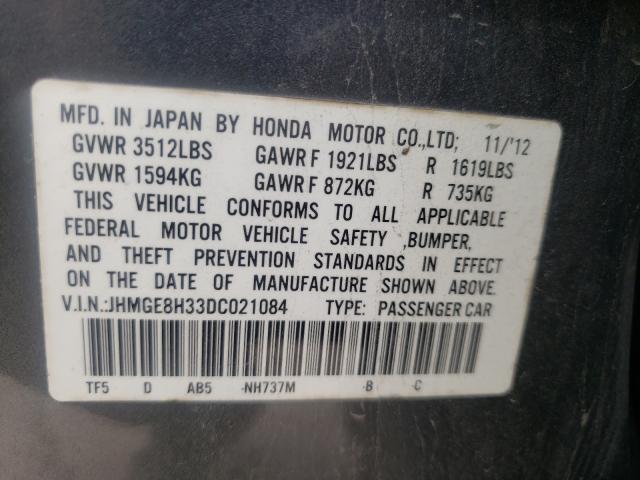 MFD. IN JAPAN BY HONDA MOTOR CO.,LTD; 11/'12
GVWR 3512LBS GAWR F 1921LBS R 1619LBS
GVWR 1594KG GAWR F 872KG R 735KG
THIS VEHICLE CONFORMS TO ALL APPLICABLE
FEDERAL MOTOR VEHICLE SAFETY ,BUMPER,
AND THEFT PREVENTION STANDARDS IN EFFECT
ON THE DATE OF MANUFACTURE SHOWN ABOVE.
V.I.N.:JHMGE8H33DC021084 TYPE: PASSENGER CAR
TF5 D AB5 -NH737M -B C